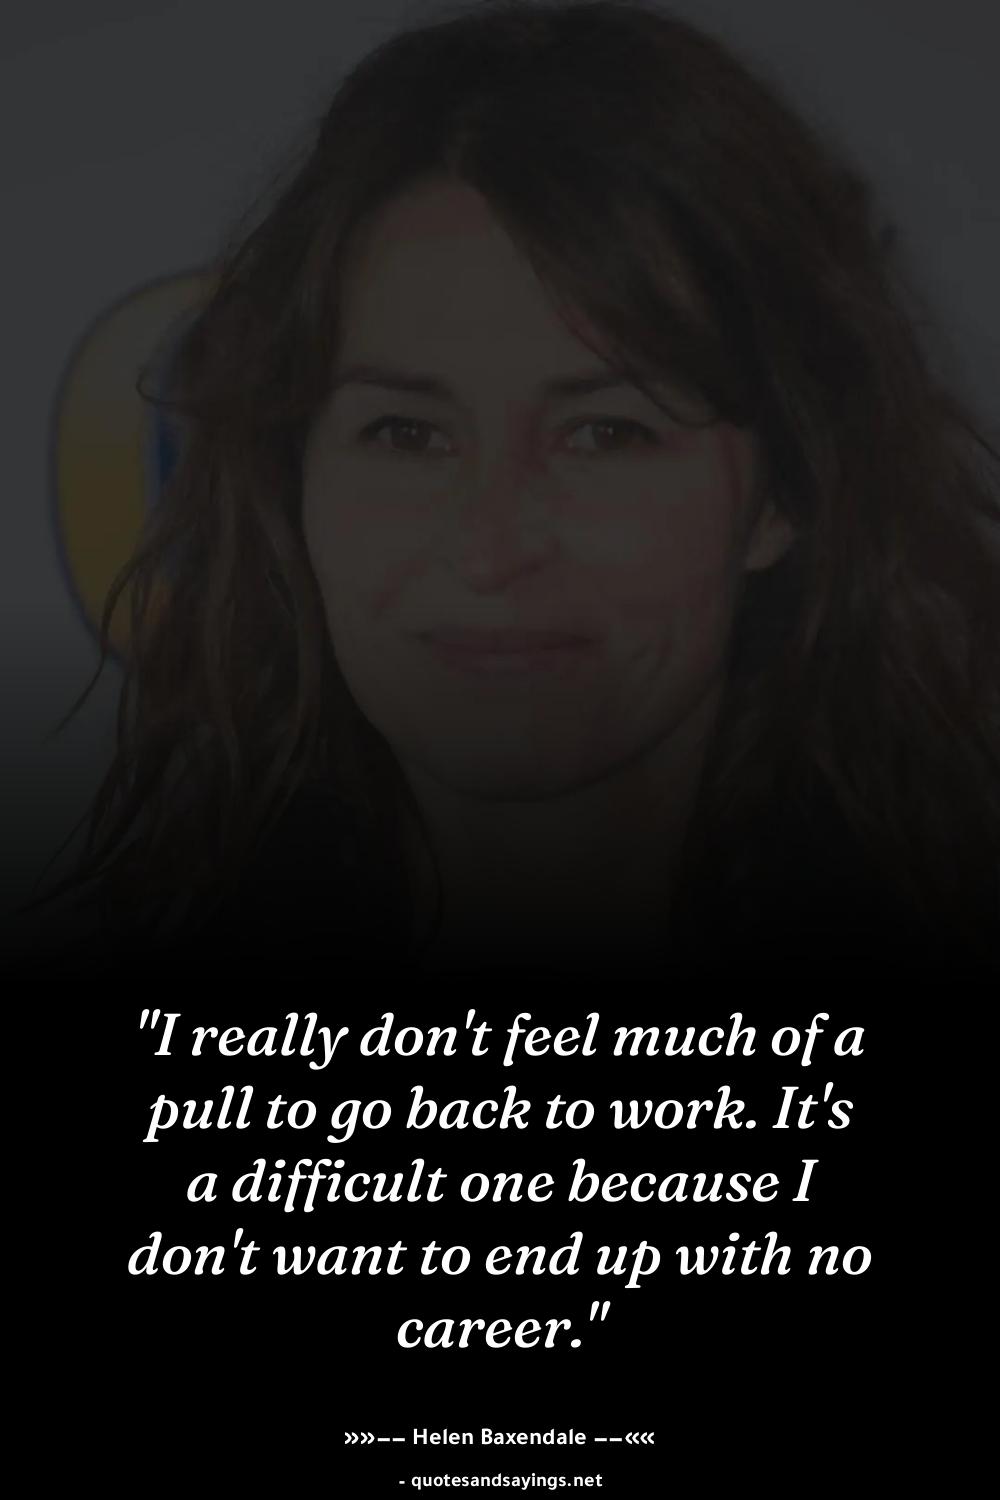 "I really don't feel much of a
pull to go back to work. It's
a difficult one because I
don't want to end up with no
career."
»»−− Helen Baxendale −−««
- quotesandsayings.net